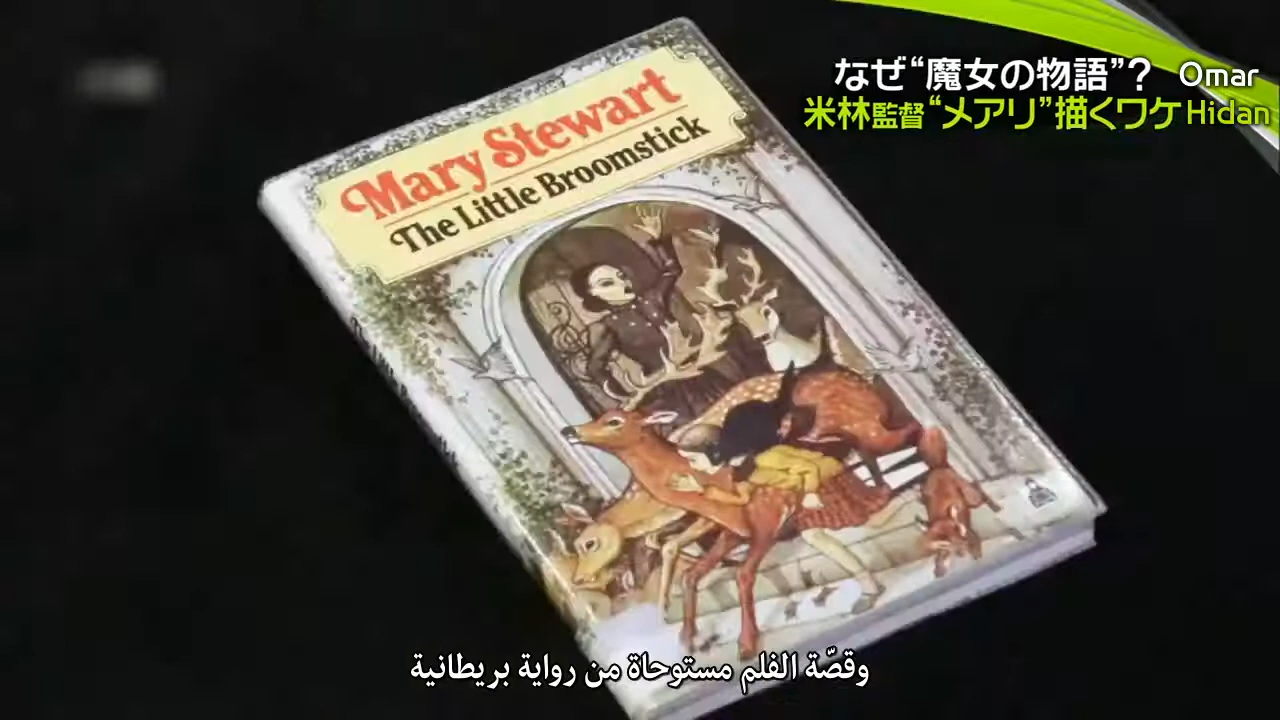 なぜ“魔女の物語”? Omar
米林監督“メアリ”描くワケ Hidan
Mary Stewart
The Little Broomstick
وقصّة الفلم مستوحاة من رواية بريطانية